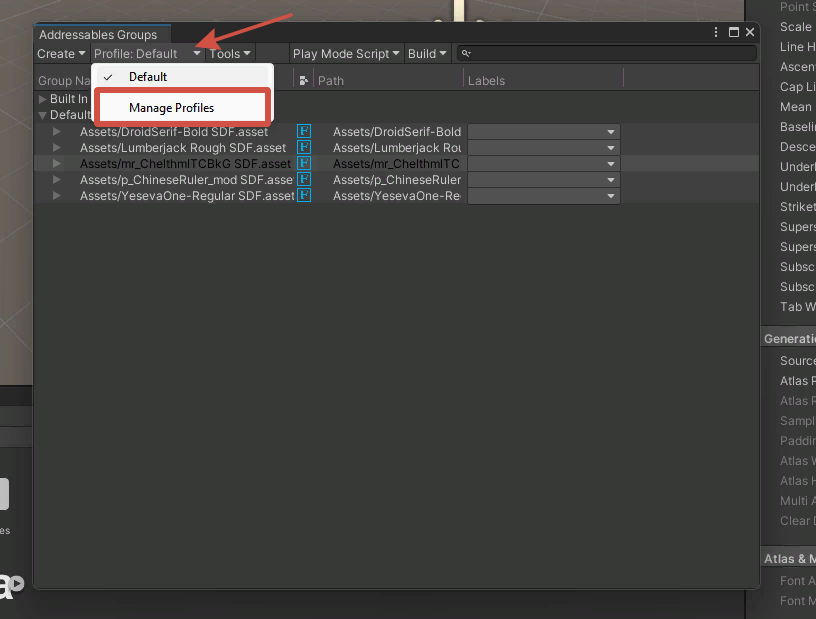 Addressables Groups
Create Profile: Default Tools Play Mode Script Build
Default
Manage Profiles
Group Na Path Labels
Built In
Default
Assets/DroidSerif-Bold SDF.asset Assets/DroidSerif-Bold
Assets/Lumberjack Rough SDF.asset Assets/Lumberjack Rou
Assets/mr_ChelthmITCBkG SDF.asset Assets/mr_ChelthmITC
Assets/p_ChineseRuler_mod SDF.asse Assets/p_ChineseRuler
Assets/YesevaOne-Regular SDF.asset Assets/YesevaOne-Re
Point S
Scale
Line H
Ascen
Cap Li
Mean
Baseli
Desce
Underl
Underl
Striket
Supers
Supers
Subsc
Subsc
Tab W
Generati
Source
Atlas P
Atlas R
Sampl
Paddin
Atlas W
Atlas H
Multi A
Clear D
Atlas & M
Font A
Font M
es
a